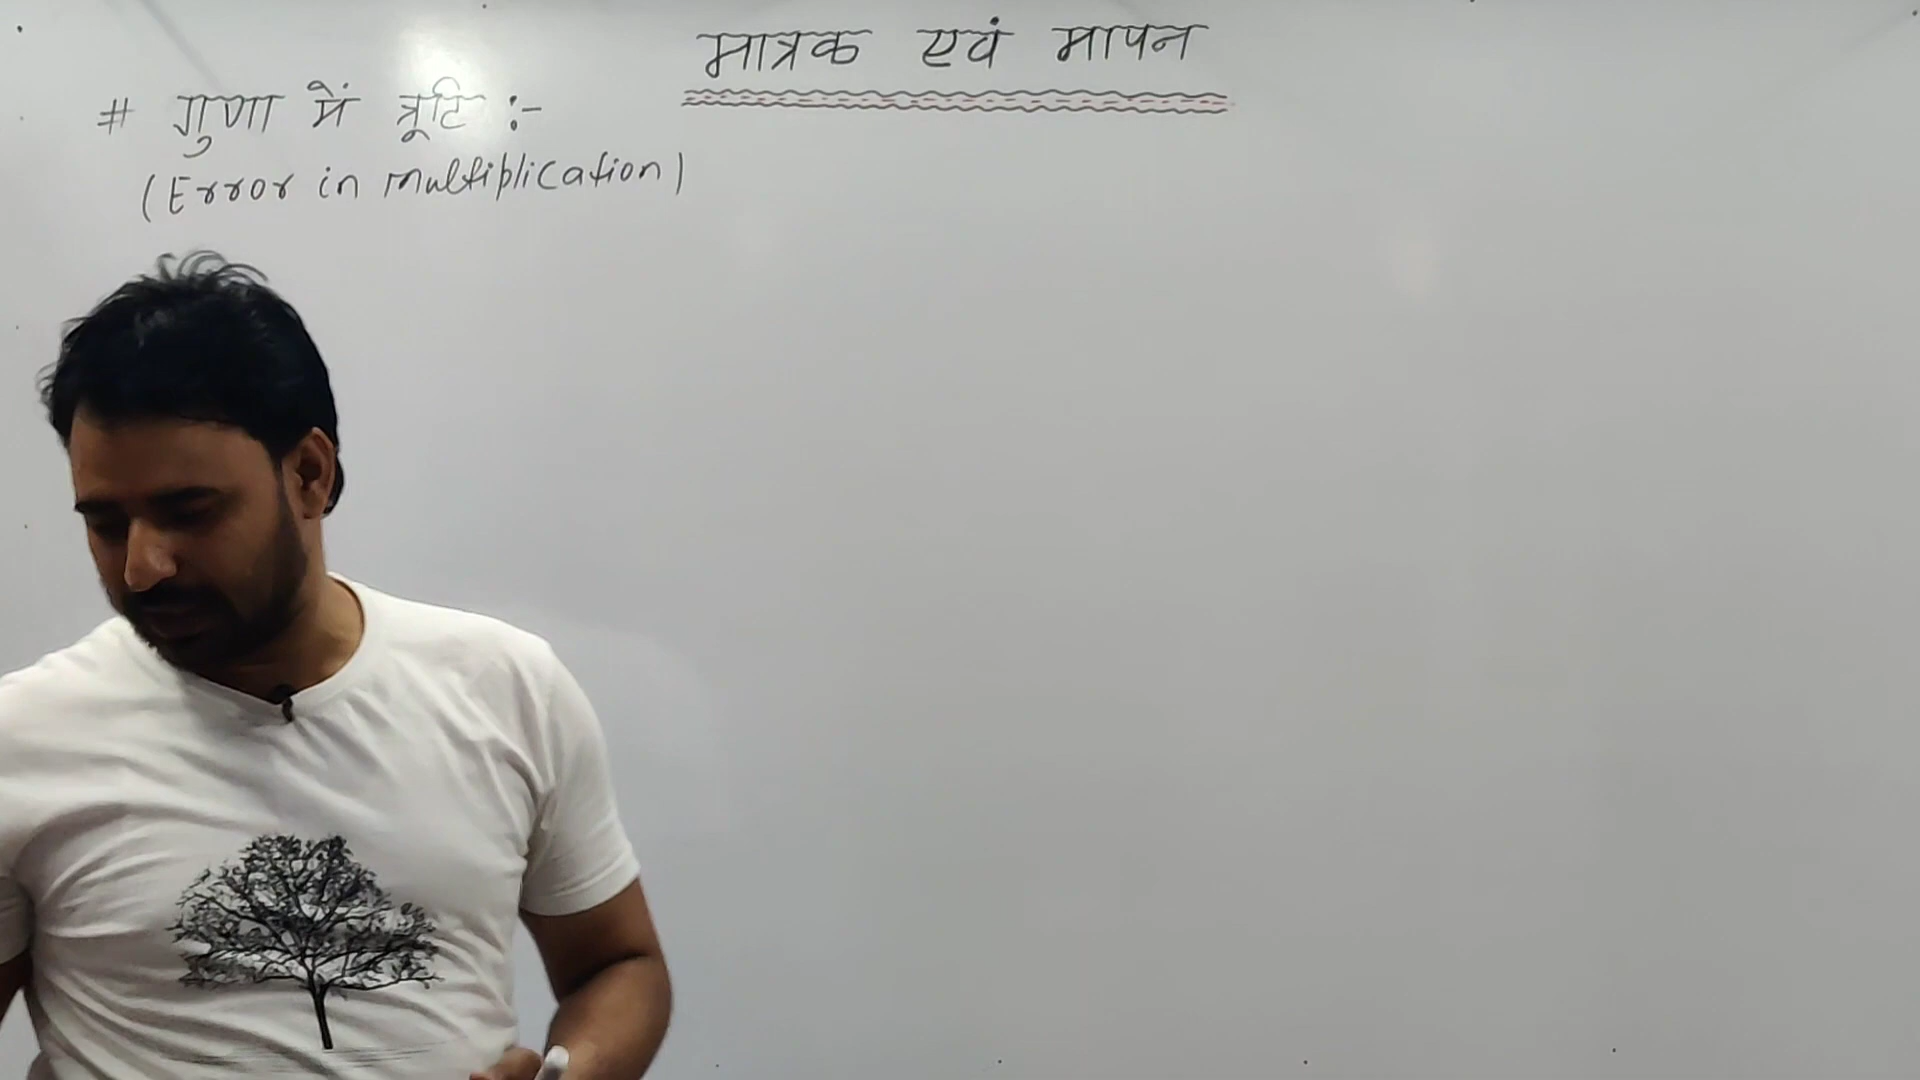 मात्रक एवं मापन
# गुणा में त्रूटि :-
(Error in multiplication)